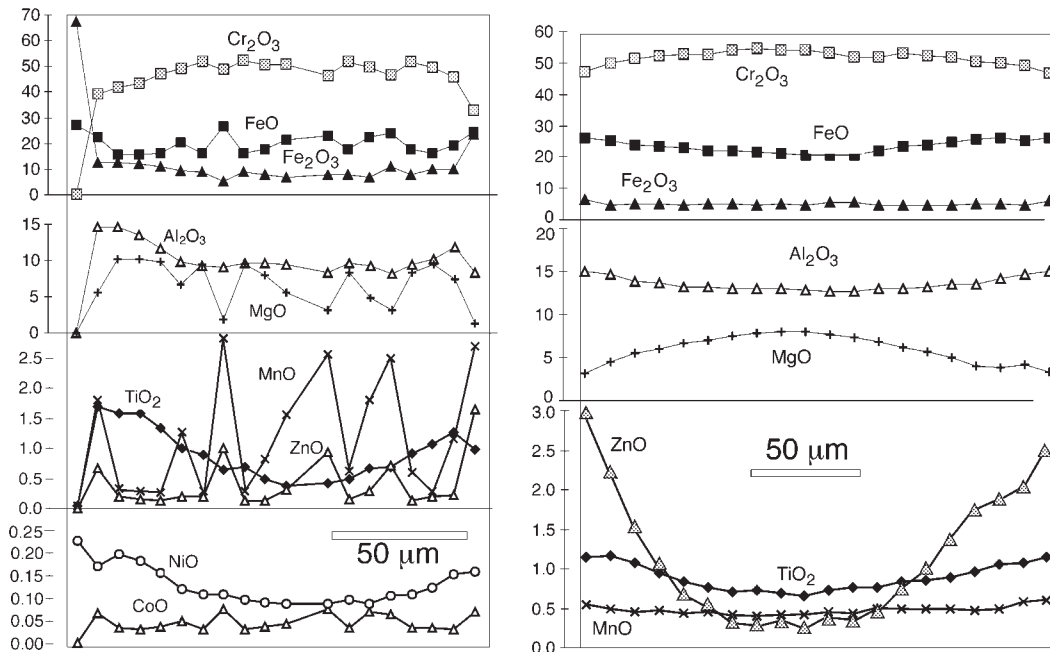 70
60
50
40
30
20
10
0
Cr₂O₃
FeO
Fe₂O₃
15
10
5
0
Al₂O₃
MgO
2.5
2.0
1.5
1.0
0.5
0.0
TiO₂
MnO
ZnO
0.25
0.20
0.15
0.10
0.05
0.00
NiO
CoO
50 μm
60
50
40
30
20
10
0
Cr₂O₃
FeO
Fe₂O₃
20
15
10
5
0
Al₂O₃
MgO
3.0
2.5
2.0
1.5
1.0
0.5
0.0
ZnO
50 μm
TiO₂
MnO